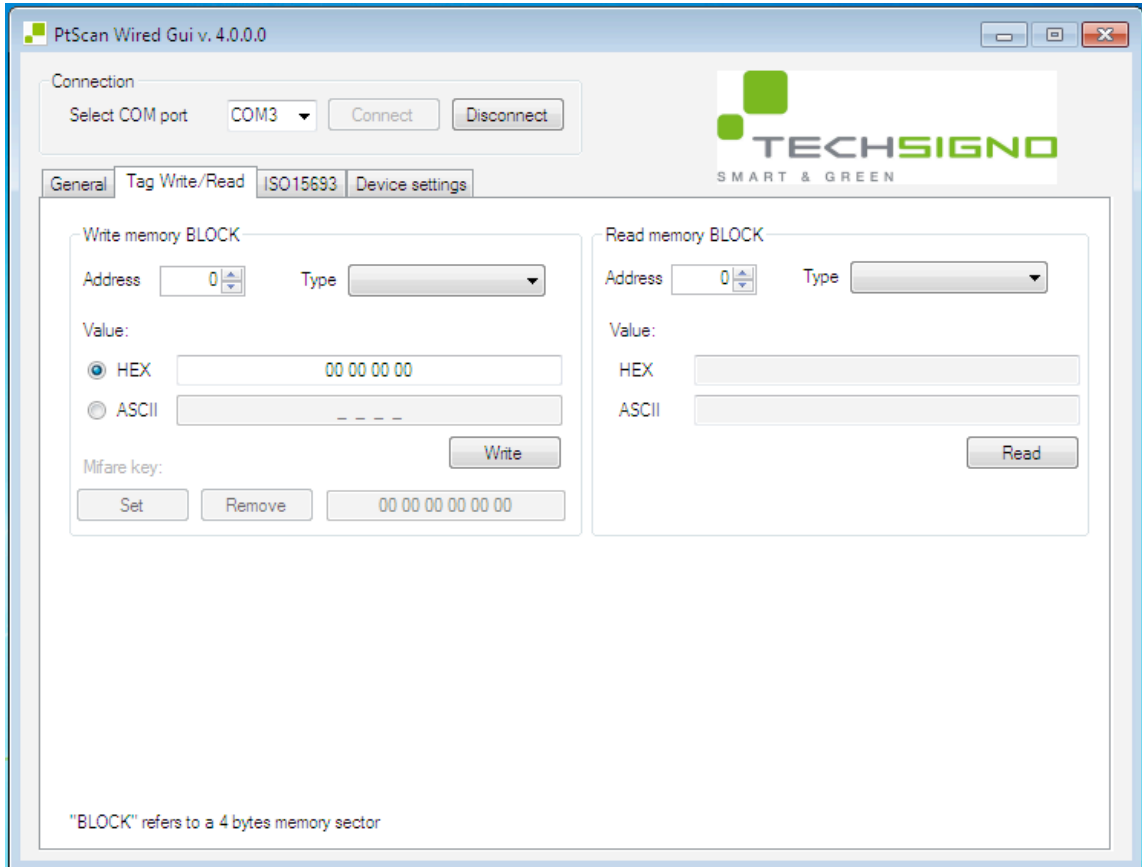 PtScan Wired Gui v. 4.0.0.0
Connection
Select COM port COM3 Connect Disconnect
TECHSIGNO
SMART & GREEN
General Tag Write/Read ISO15693 Device settings
Write memory BLOCK
Address 0 Type
Value:
HEX 00 00 00 00
ASCII _ _ _ _
Write
Mifare key:
Set Remove 00 00 00 00 00 00
Read memory BLOCK
Address 0 Type
Value:
HEX
ASCII
Read
"BLOCK" refers to a 4 bytes memory sector